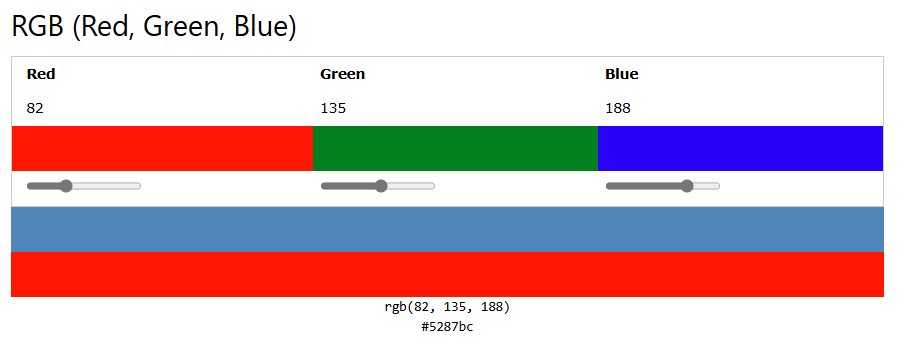 RGB (Red, Green, Blue)
Red Green Blue
82 135 188
rgb(82, 135, 188)
#5287bc